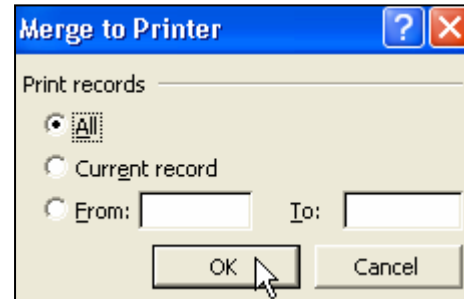 Merge to Printer ?
Print records
All
Current record
From: To:
OK Cancel